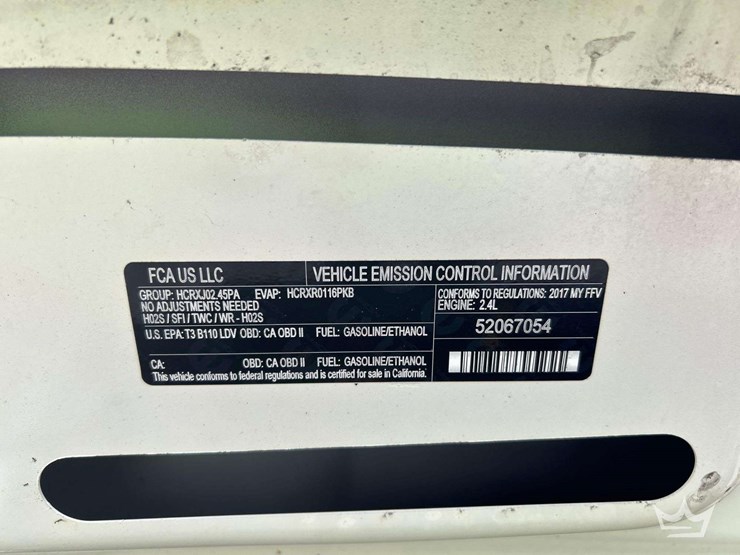 FCA US LLC
VEHICLE EMISSION CONTROL INFORMATION
GROUP: HCRXJ02.45PA EVAP: HCRXR0116PKB
NO ADJUSTMENTS NEEDED
H02S / SFI / TWC / WR - H02S
U.S. EPA: T3 B110 LDV OBD: CA OBD II FUEL: GASOLINE/ETHANOL
CA: OBD: CA OBD II FUEL: GASOLINE/ETHANOL
This vehicle conforms to federal regulations and is certified for sale in California.
CONFORMS TO REGULATIONS: 2017 MY FFV
ENGINE: 2.4L
52067054